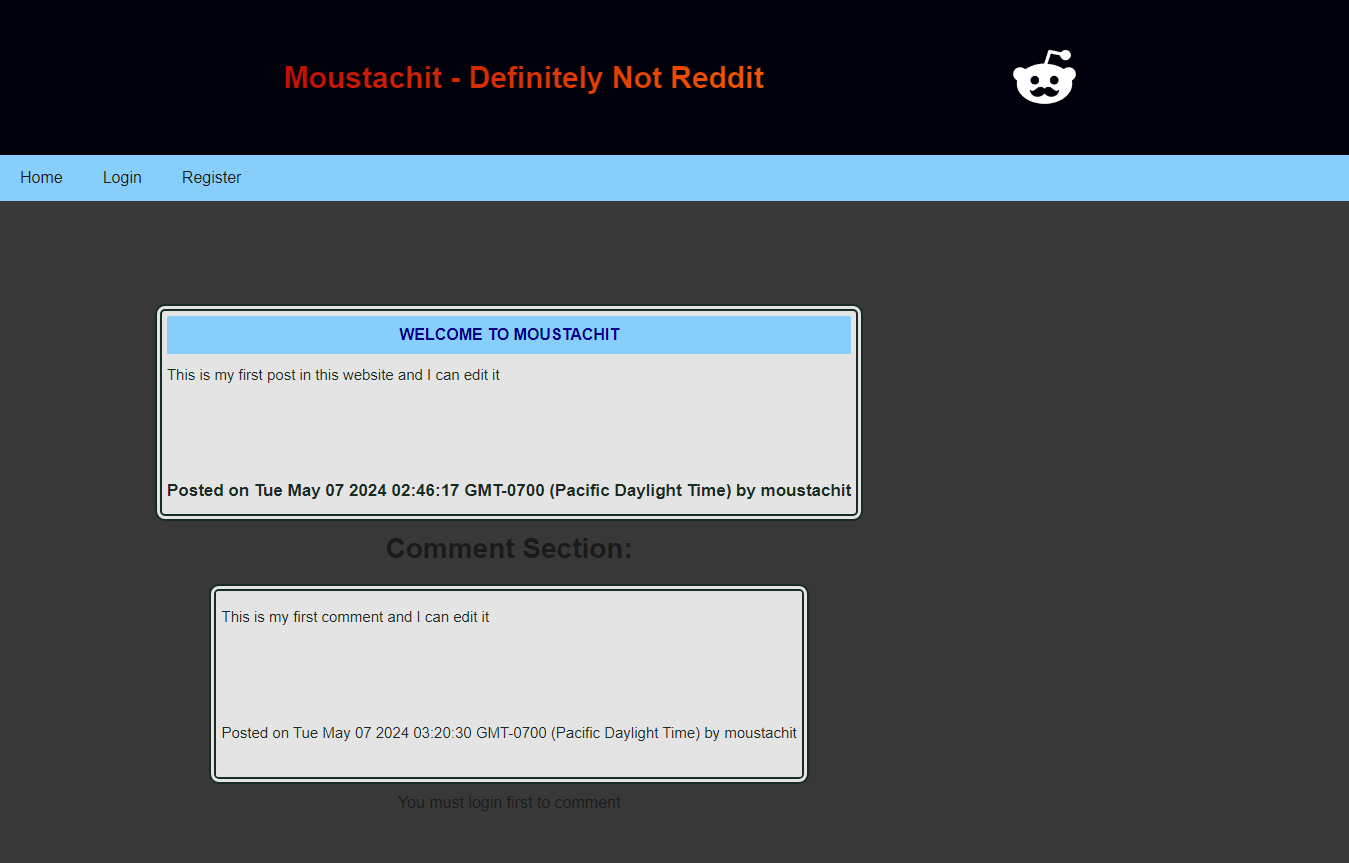 Moustachit - Definitely Not Reddit
Home Login Register
WELCOME TO MOUSTACHIT
This is my first post in this website and I can edit it
Posted on Tue May 07 2024 02:46:17 GMT-0700 (Pacific Daylight Time) by moustachit
Comment Section:
This is my first comment and I can edit it
Posted on Tue May 07 2024 03:20:30 GMT-0700 (Pacific Daylight Time) by moustachit
You must login first to comment